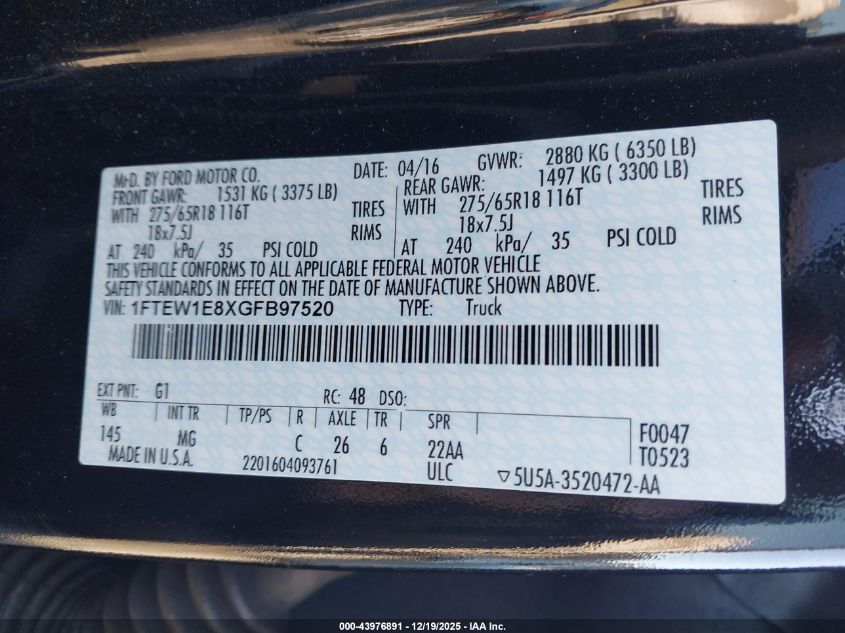 MFD. BY FORD MOTOR CO. DATE: 04/16 GVWR: 2880 KG ( 6350 LB)
FRONT GAWR: 1531 KG ( 3375 LB) REAR GAWR: 1497 KG ( 3300 LB)
WITH 275/65R18 116T TIRES WITH 275/65R18 116T TIRES
18x7.5J RIMS 18x7.5J RIMS
AT 240 kPa/ 35 PSI COLD AT 240 kPa/ 35 PSI COLD
THIS VEHICLE CONFORMS TO ALL APPLICABLE FEDERAL MOTOR VEHICLE
SAFETY STANDARDS IN EFFECT ON THE DATE OF MANUFACTURE SHOWN ABOVE.
VIN: 1FTEW1E8XGFB97520 TYPE: Truck
EXT PNT: G1 RC: 48 DSO:
WB INT TR TP/PS R AXLE TR SPR F0047
145 MG C 26 6 22AA T0523
MADE IN U.S.A. 2201604093761 ULC ▽5U5A-3520472-AA
000-43976891 - 12/19/2025 - IAA Inc.